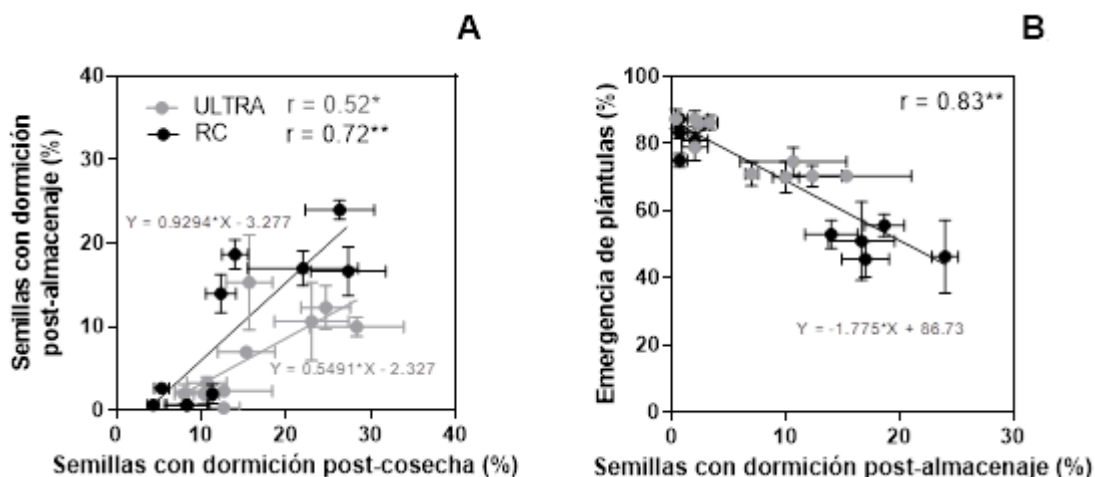 A
Semillas con dormición
post-almacenaje (%)
40
30
20
10
0
ULTRA r = 0.52*
RC r = 0.72**
Y = 0.9294*X - 3.277
Y = 0.5491*X - 2.327
0 10 20 30 40
Semillas con dormición post-cosecha (%)
B
Emergencia de plántulas (%)
100
80
60
40
20
0
r = 0.83**
Y = -1.775*X + 86.73
0 10 20 30
Semillas con dormición post-almacenaje (%)